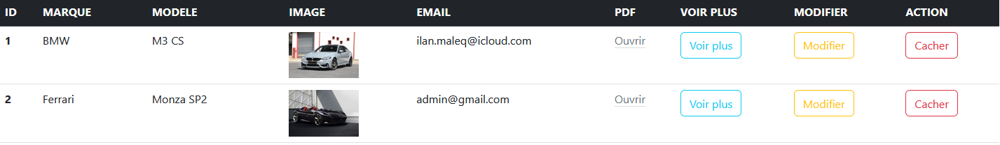 ID MARQUE MODELE IMAGE EMAIL PDF VOIR PLUS MODIFIER ACTION
1 BMW M3 CS ilan.maleq@icloud.com Ouvrir Voir plus Modifier Cacher
2 Ferrari Monza SP2 admin@gmail.com Ouvrir Voir plus Modifier Cacher